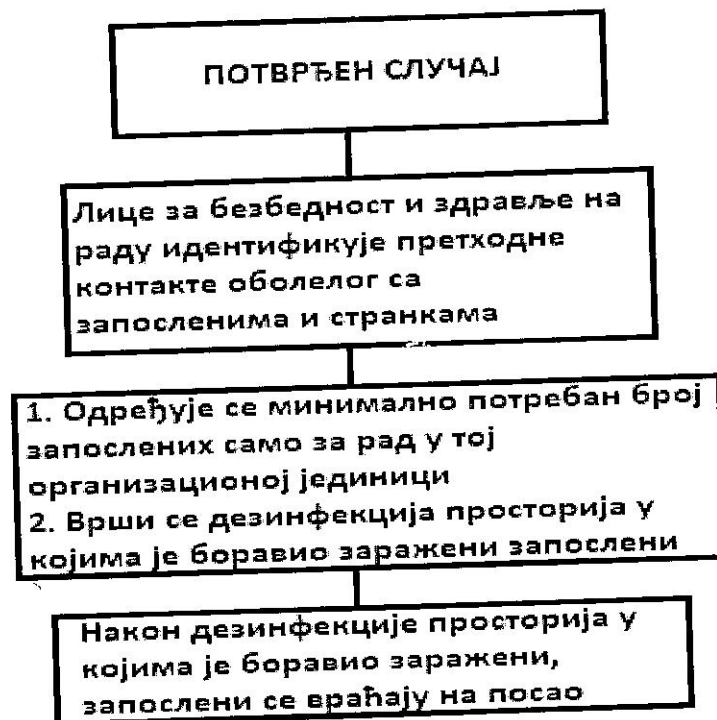 ПОТВРЂЕН СЛУЧАЈ
Лице за безбедност и здравље на
раду идентификује претходне
контакте оболелог са
запосленима и странкама
1. Одређује се минимално потребан број
запослених само за рад у тој
организационој јединици
2. Врши се дезинфекција просторија у
којима је боравио заражени запослени
Након дезинфекције просторија у
којима је боравио заражени,
запослени се враћају на посао